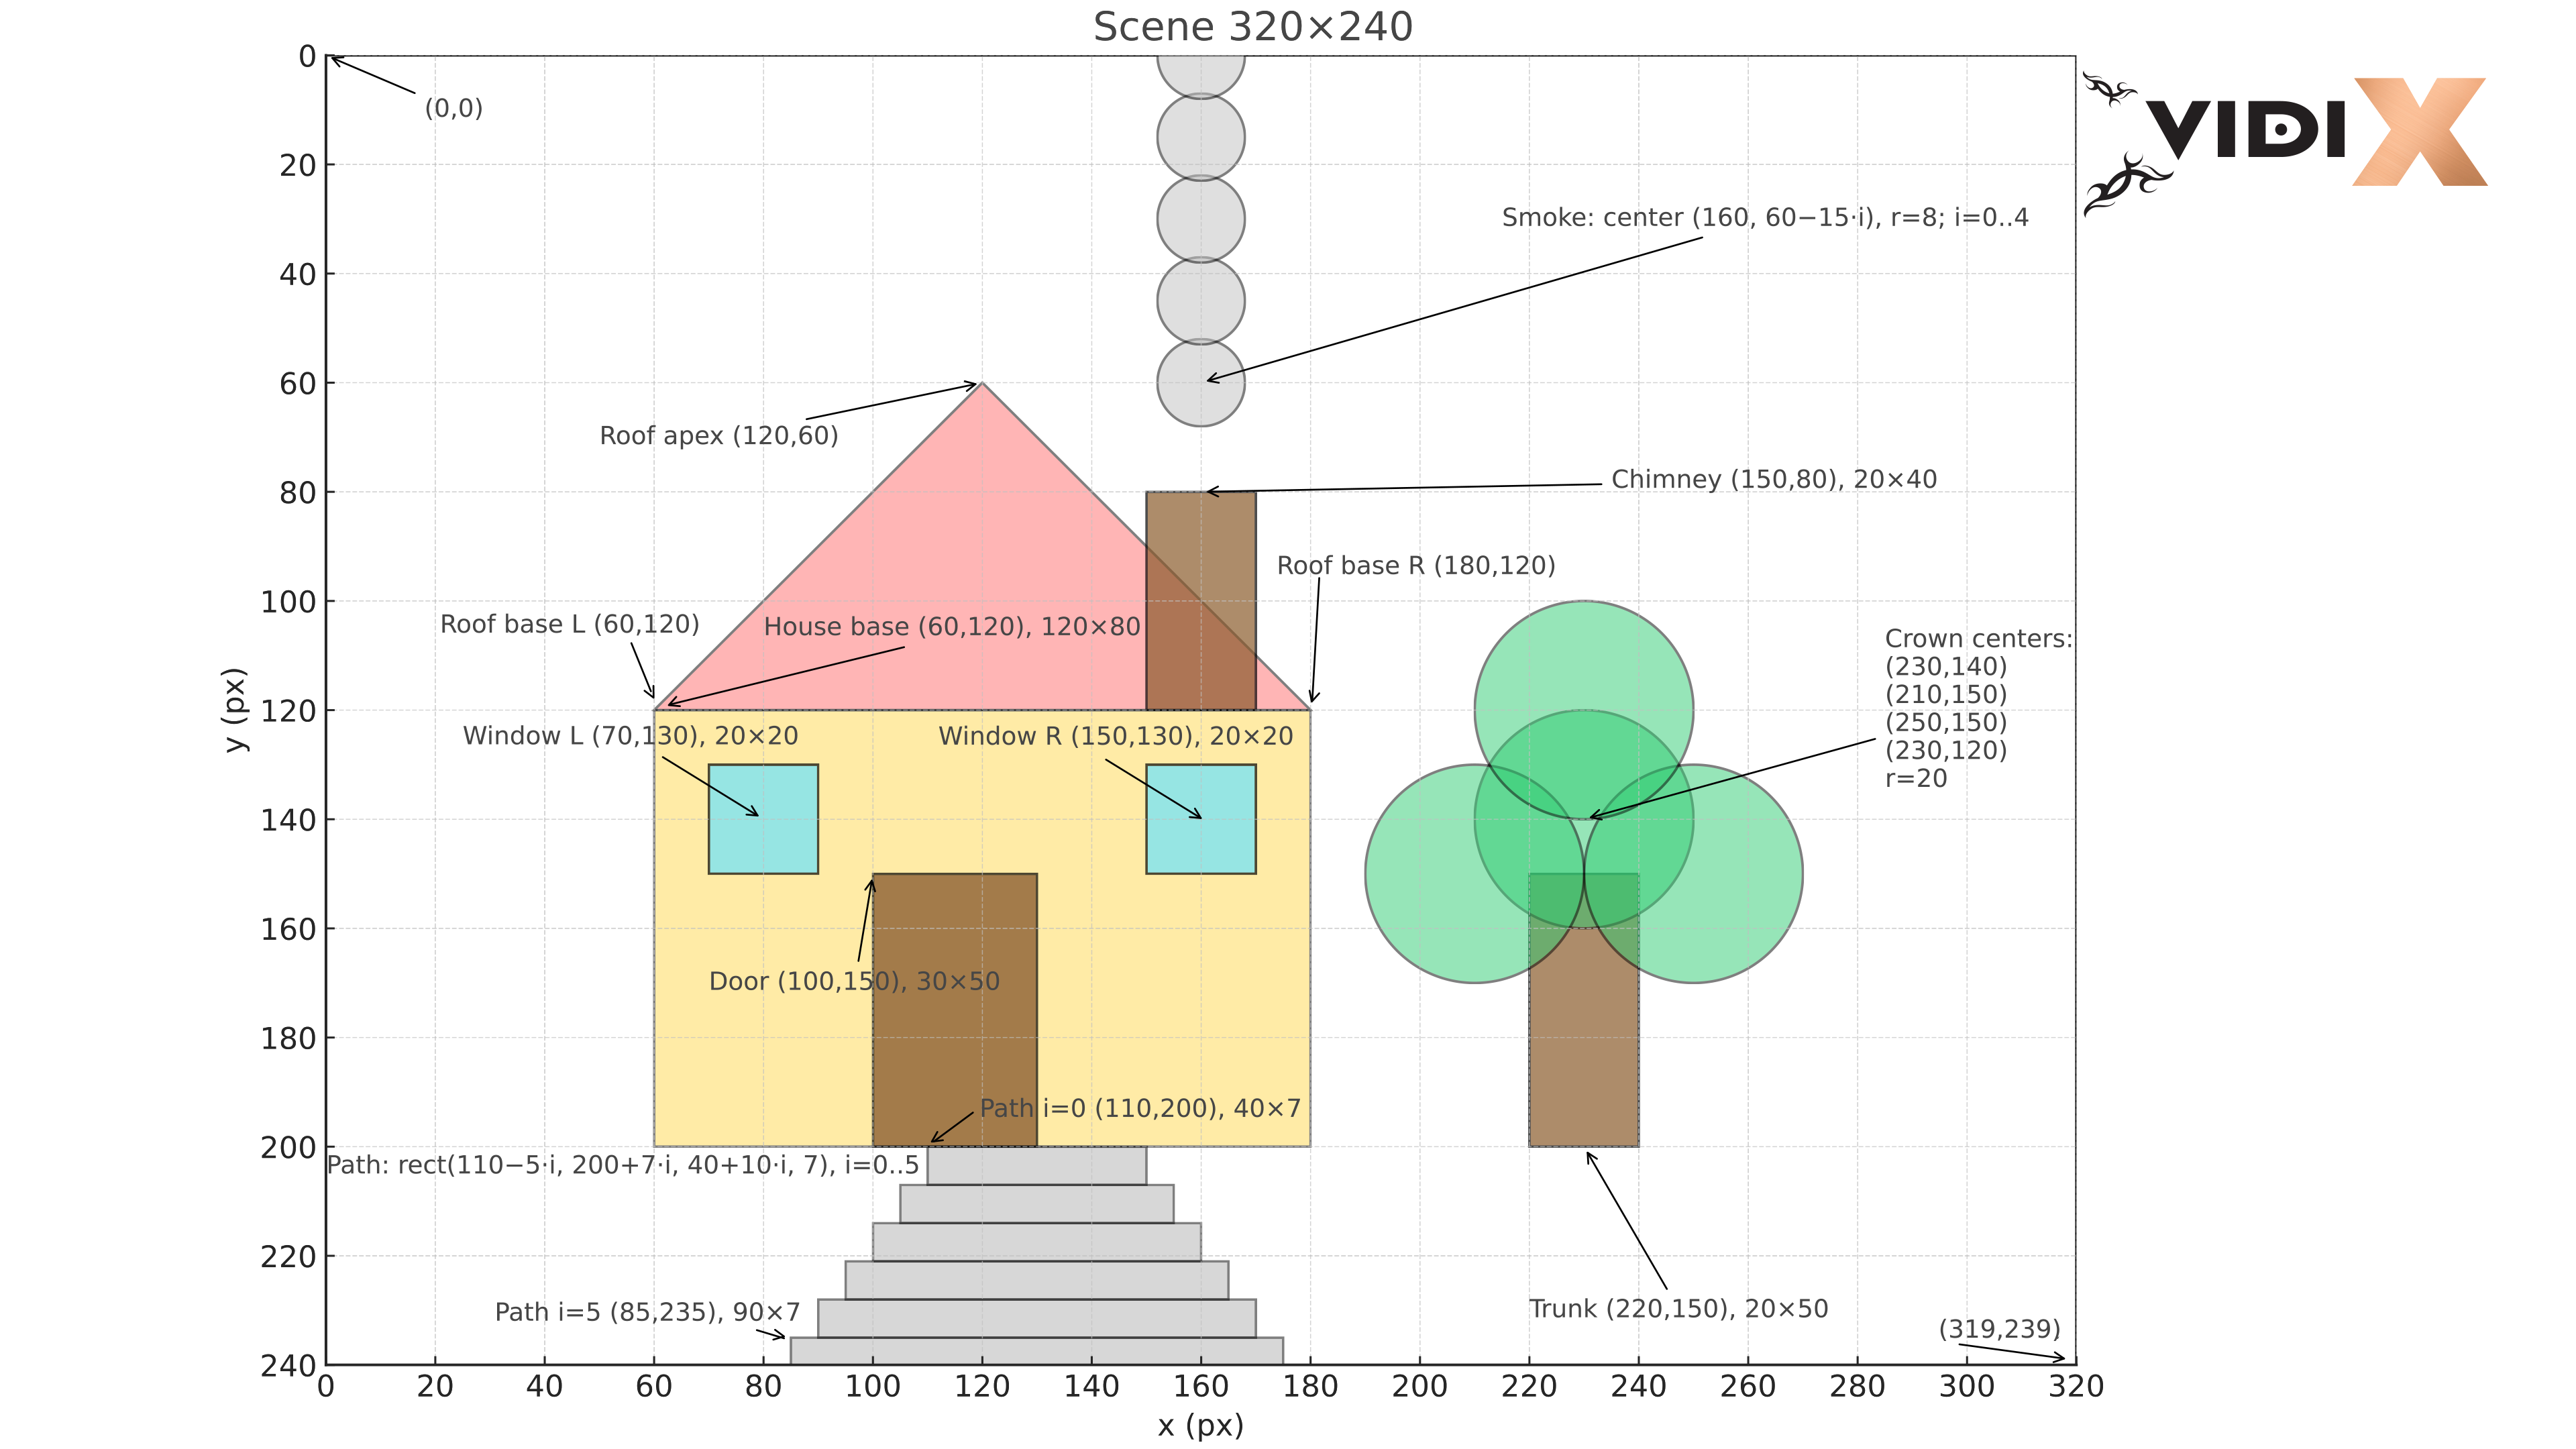 Scene 320×240
VIDI X
0
(0,0)
20
Smoke: center (160, 60−15·i), r=8; i=0..4
40
60
Roof apex (120,60)
80
Chimney (150,80), 20×40
Roof base R (180,120)
100
Roof base L (60,120)
House base (60,120), 120×80
Crown centers:
(230,140)
(210,150)
(250,150)
(230,120)
r=20
y (px)
120
Window L (70,130), 20×20
Window R (150,130), 20×20
140
160
Door (100,150), 30×50
180
Path i=0 (110,200), 40×7
200
Path: rect(110−5·i, 200+7·i, 40+10·i, 7), i=0..5
220
Path i=5 (85,235), 90×7
Trunk (220,150), 20×50
(319,239)
240
0 20 40 60 80 100 120 140 160 180 200 220 240 260 280 300 320
x (px)